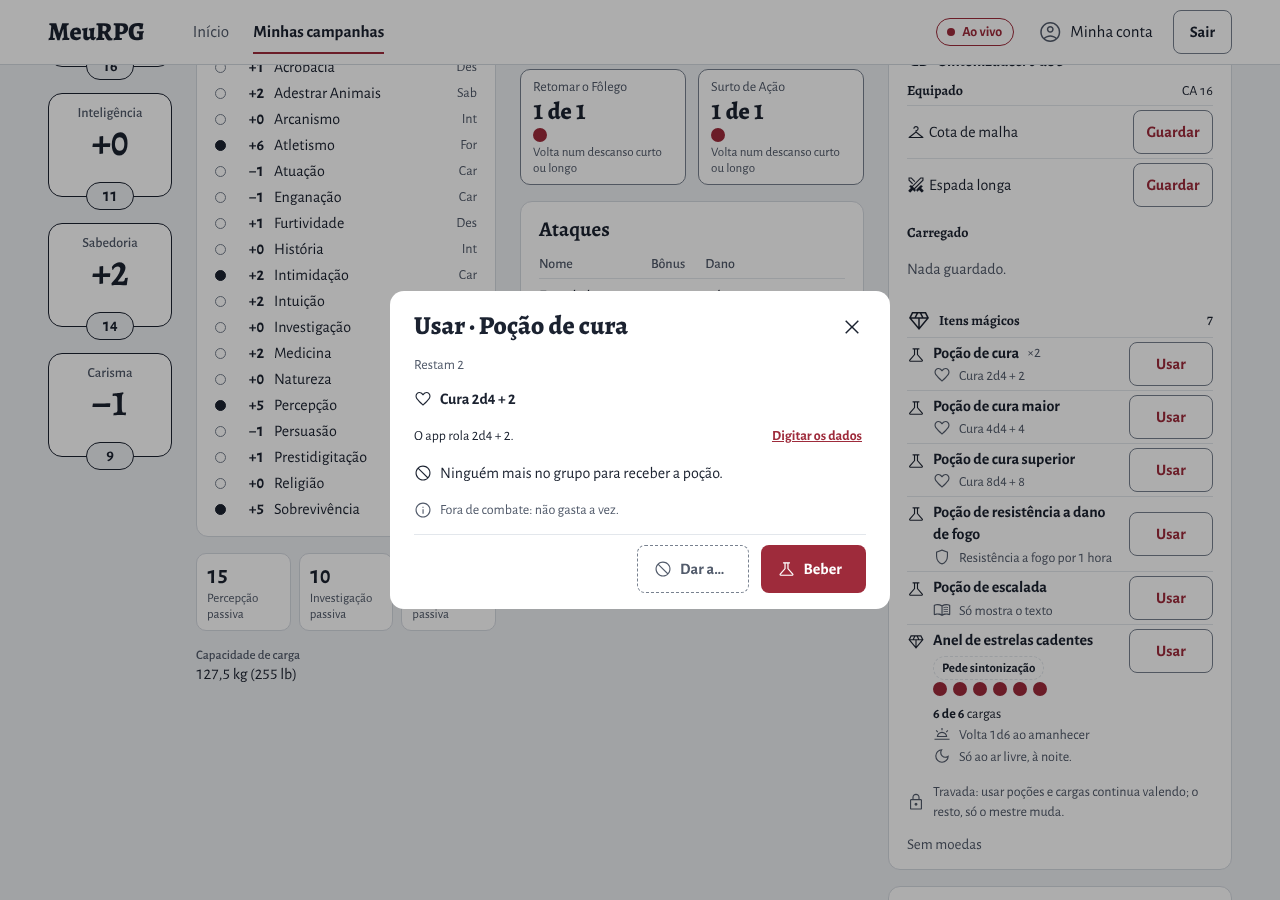 MeuRPG
Início
Minhas campanhas
Ao vivo
Minha conta
Sair
16
Inteligência
+0
11
Sabedoria
+2
14
Carisma
−1
9
+1 Acrobacia Des
+2 Adestrar Animais Sab
+0 Arcanismo Int
+6 Atletismo For
−1 Atuação Car
−1 Enganação Car
+1 Furtividade Des
+0 História Int
+2 Intimidação Car
+2 Intuição
+0 Investigação
+2 Medicina
+0 Natureza
+5 Percepção
−1 Persuasão
+1 Prestidigitação
+0 Religião
+5 Sobrevivência
15
Percepção
passiva
10
Investigação
passiva
passiva
Capacidade de carga
127,5 kg (255 lb)
Retomar o Fôlego
1 de 1
Volta num descanso curto
ou longo
Surto de Ação
1 de 1
Volta num descanso curto
ou longo
Ataques
Nome Bônus Dano
Usar · Poção de cura
Restam 2
Cura 2d4 + 2
O app rola 2d4 + 2.
Digitar os dados
Ninguém mais no grupo para receber a poção.
Fora de combate: não gasta a vez.
Dar a…
Beber
Equipado CA 16
Cota de malha Guardar
Espada longa Guardar
Carregado
Nada guardado.
Itens mágicos 7
Poção de cura ×2
Cura 2d4 + 2
Usar
Poção de cura maior
Cura 4d4 + 4
Usar
Poção de cura superior
Cura 8d4 + 8
Usar
Poção de resistência a dano
de fogo
Resistência a fogo por 1 hora
Usar
Poção de escalada
Só mostra o texto
Usar
Anel de estrelas cadentes
Pede sintonização
6 de 6 cargas
Volta 1d6 ao amanhecer
Só ao ar livre, à noite.
Usar
Travada: usar poções e cargas continua valendo; o
resto, só o mestre muda.
Sem moedas